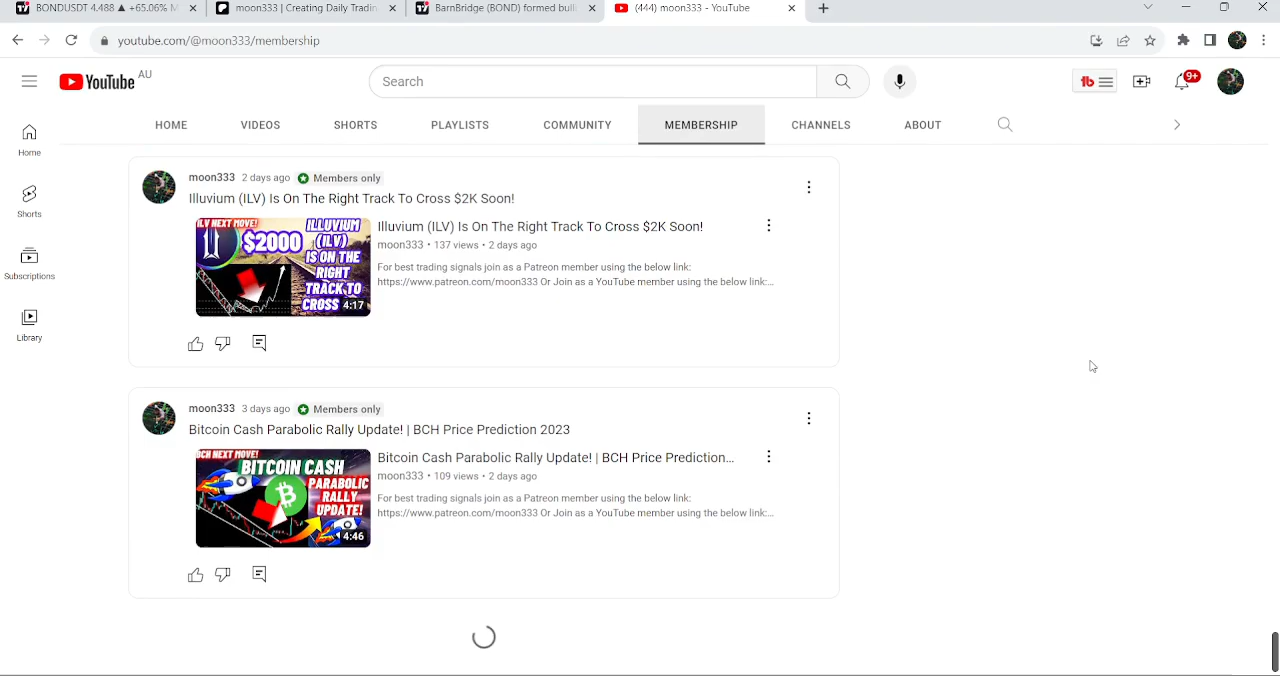 BONDUSDT 4.488 ▲ +65.06%
moon333 | Creating Daily Tradin
BarnBridge (BOND) formed bull
(444) moon333 - YouTube
youtube.com/@moon333/membership
YouTube AU
Search
9+
HOME
VIDEOS
SHORTS
PLAYLISTS
COMMUNITY
MEMBERSHIP
CHANNELS
ABOUT
Home
Shorts
Subscriptions
Library
moon333 2 days ago Members only
Illuvium (ILV) Is On The Right Track To Cross $2K Soon!
ILV NEXT MOVE!
$2000
ILLUVIUM
(ILV)
IS ON THE
RIGHT
TRACK TO
CROSS
4:17
Illuvium (ILV) Is On The Right Track To Cross $2K Soon!
moon333 • 137 views • 2 days ago
For best trading signals join as a Patreon member using the below link:
https://www.patreon.com/moon333 Or Join as a YouTube member using the below link:...
moon333 3 days ago Members only
Bitcoin Cash Parabolic Rally Update! | BCH Price Prediction 2023
BCH NEXT MOVE!
BITCOIN CASH
PARABOLIC
RALLY
UPDATE!
4:46
Bitcoin Cash Parabolic Rally Update! | BCH Price Prediction...
moon333 • 109 views • 2 days ago
For best trading signals join as a Patreon member using the below link:
https://www.patreon.com/moon333 Or Join as a YouTube member using the below link:...